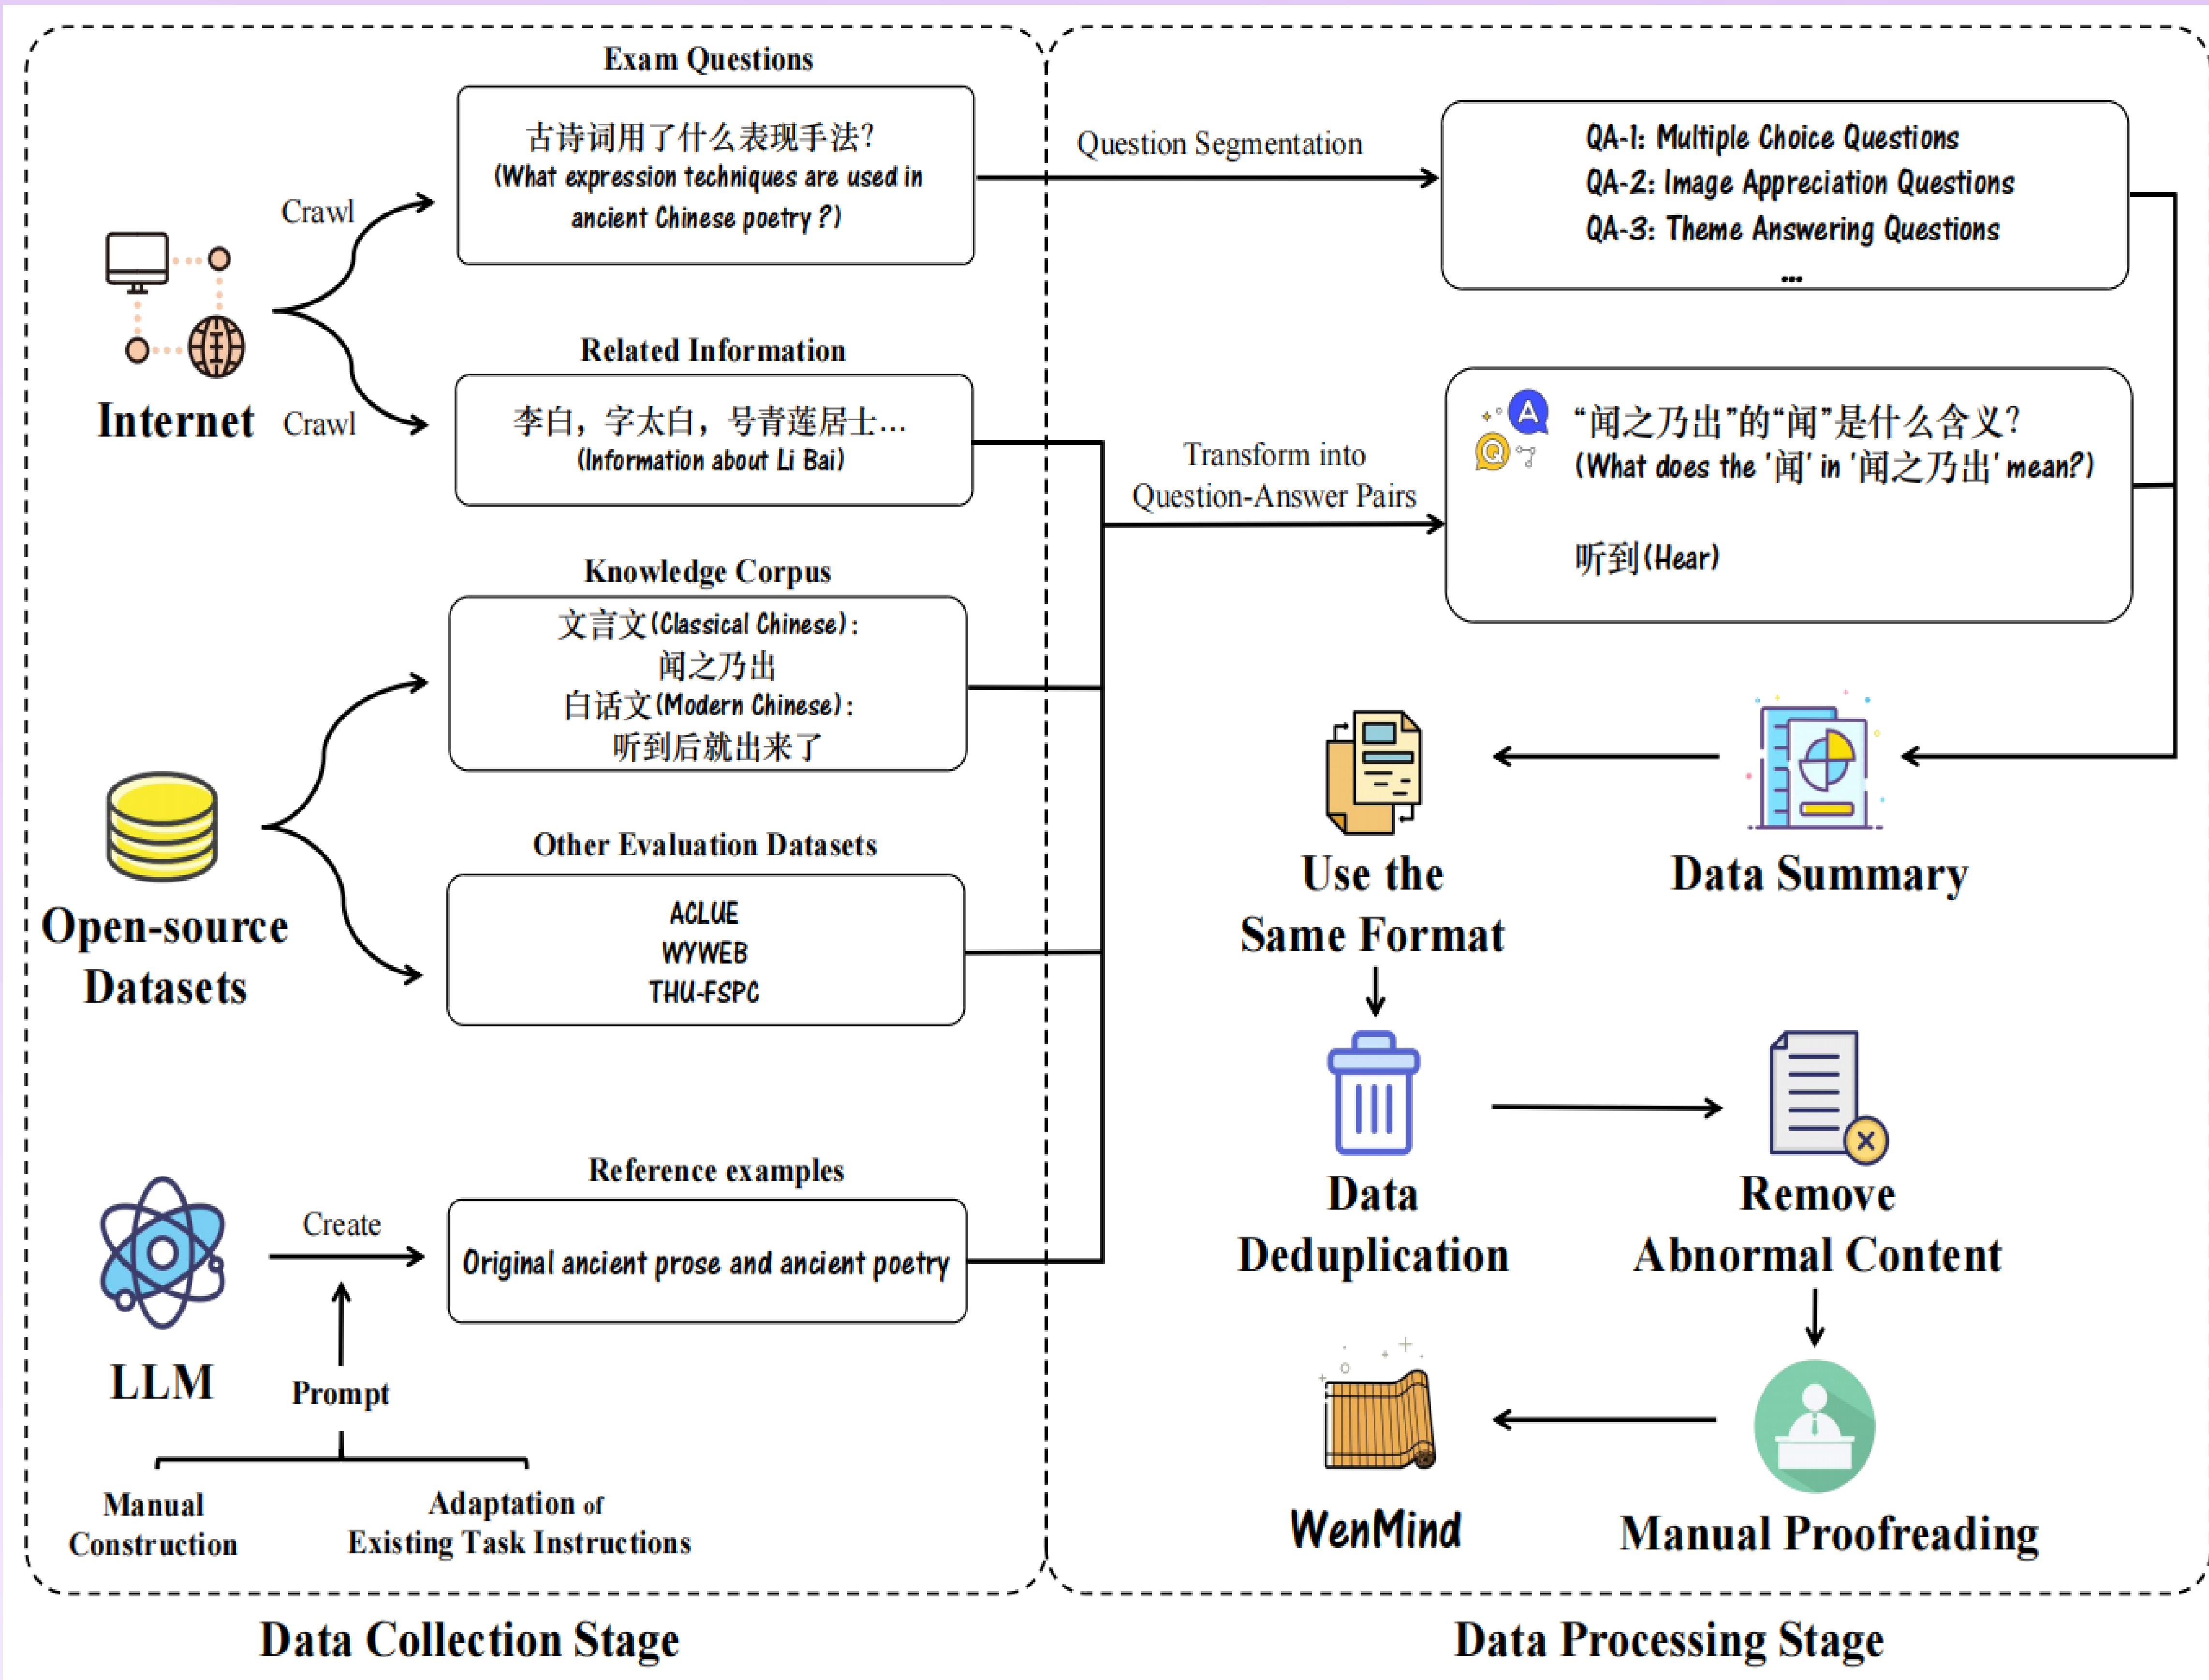 Exam Questions
古诗词用了什么表现手法?
(What expression techniques are used in
ancient Chinese poetry ?)
Crawl
Internet
Crawl
Related Information
李白，字太白，号青莲居士...
(Information about Li Bai)
Knowledge Corpus
文言文(Classical Chinese):
闻之乃出
白话文(Modern Chinese):
听到后就出来了
Open-source
Datasets
Other Evaluation Datasets
ACLUE
WYWEB
THU-FSPC
LLM
Create
Reference examples
Original ancient prose and ancient poetry
Prompt
Manual
Construction
Adaptation of
Existing Task Instructions
Data Collection Stage
Question Segmentation
QA-1: Multiple Choice Questions
QA-2: Image Appreciation Questions
QA-3: Theme Answering Questions
...
Transform into
Question-Answer Pairs
A
Q
“闻之乃出”的“闻”是什么含义?
(What does the '闻' in '闻之乃出' mean?)
听到(Hear)
Data Summary
Use the
Same Format
Data
Deduplication
Remove
Abnormal Content
Manual Proofreading
WenMind
Data Processing Stage